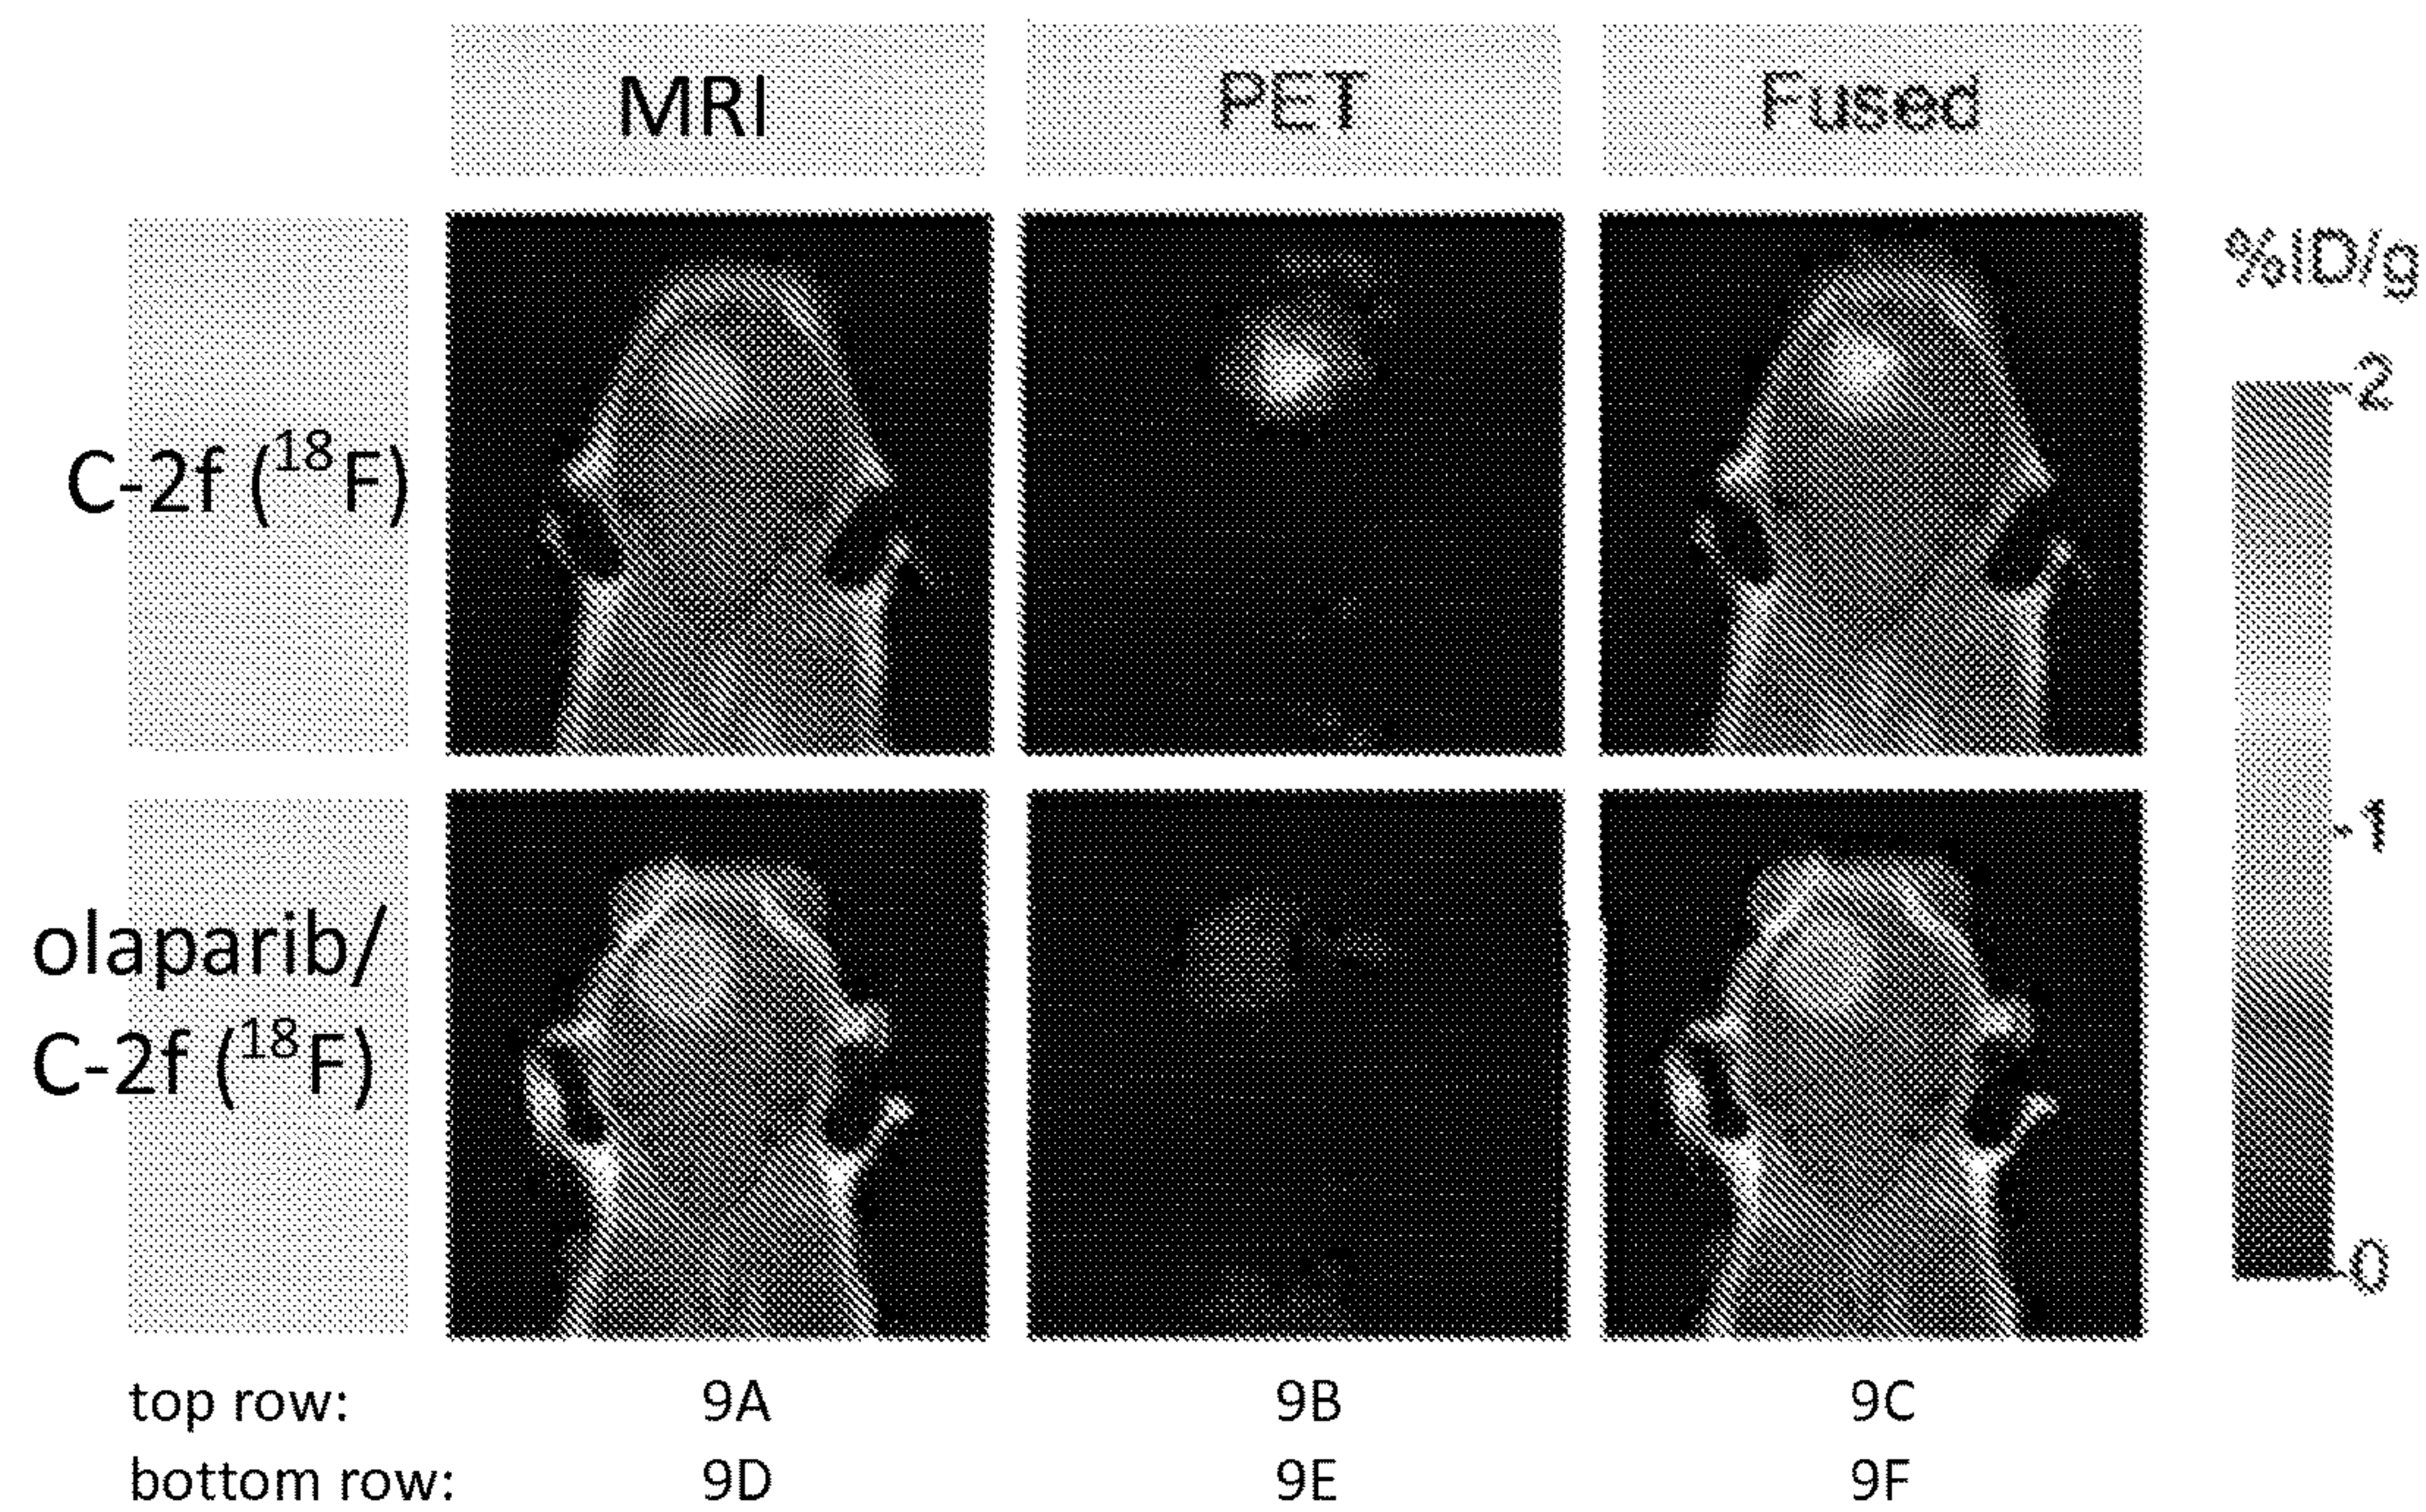 MRI
PET
Fused
C-2f (¹⁸F)
%ID/g
2
1
0
olaparib/
C-2f (¹⁸F)
top row: 9A 9B 9C
bottom row: 9D 9E 9F